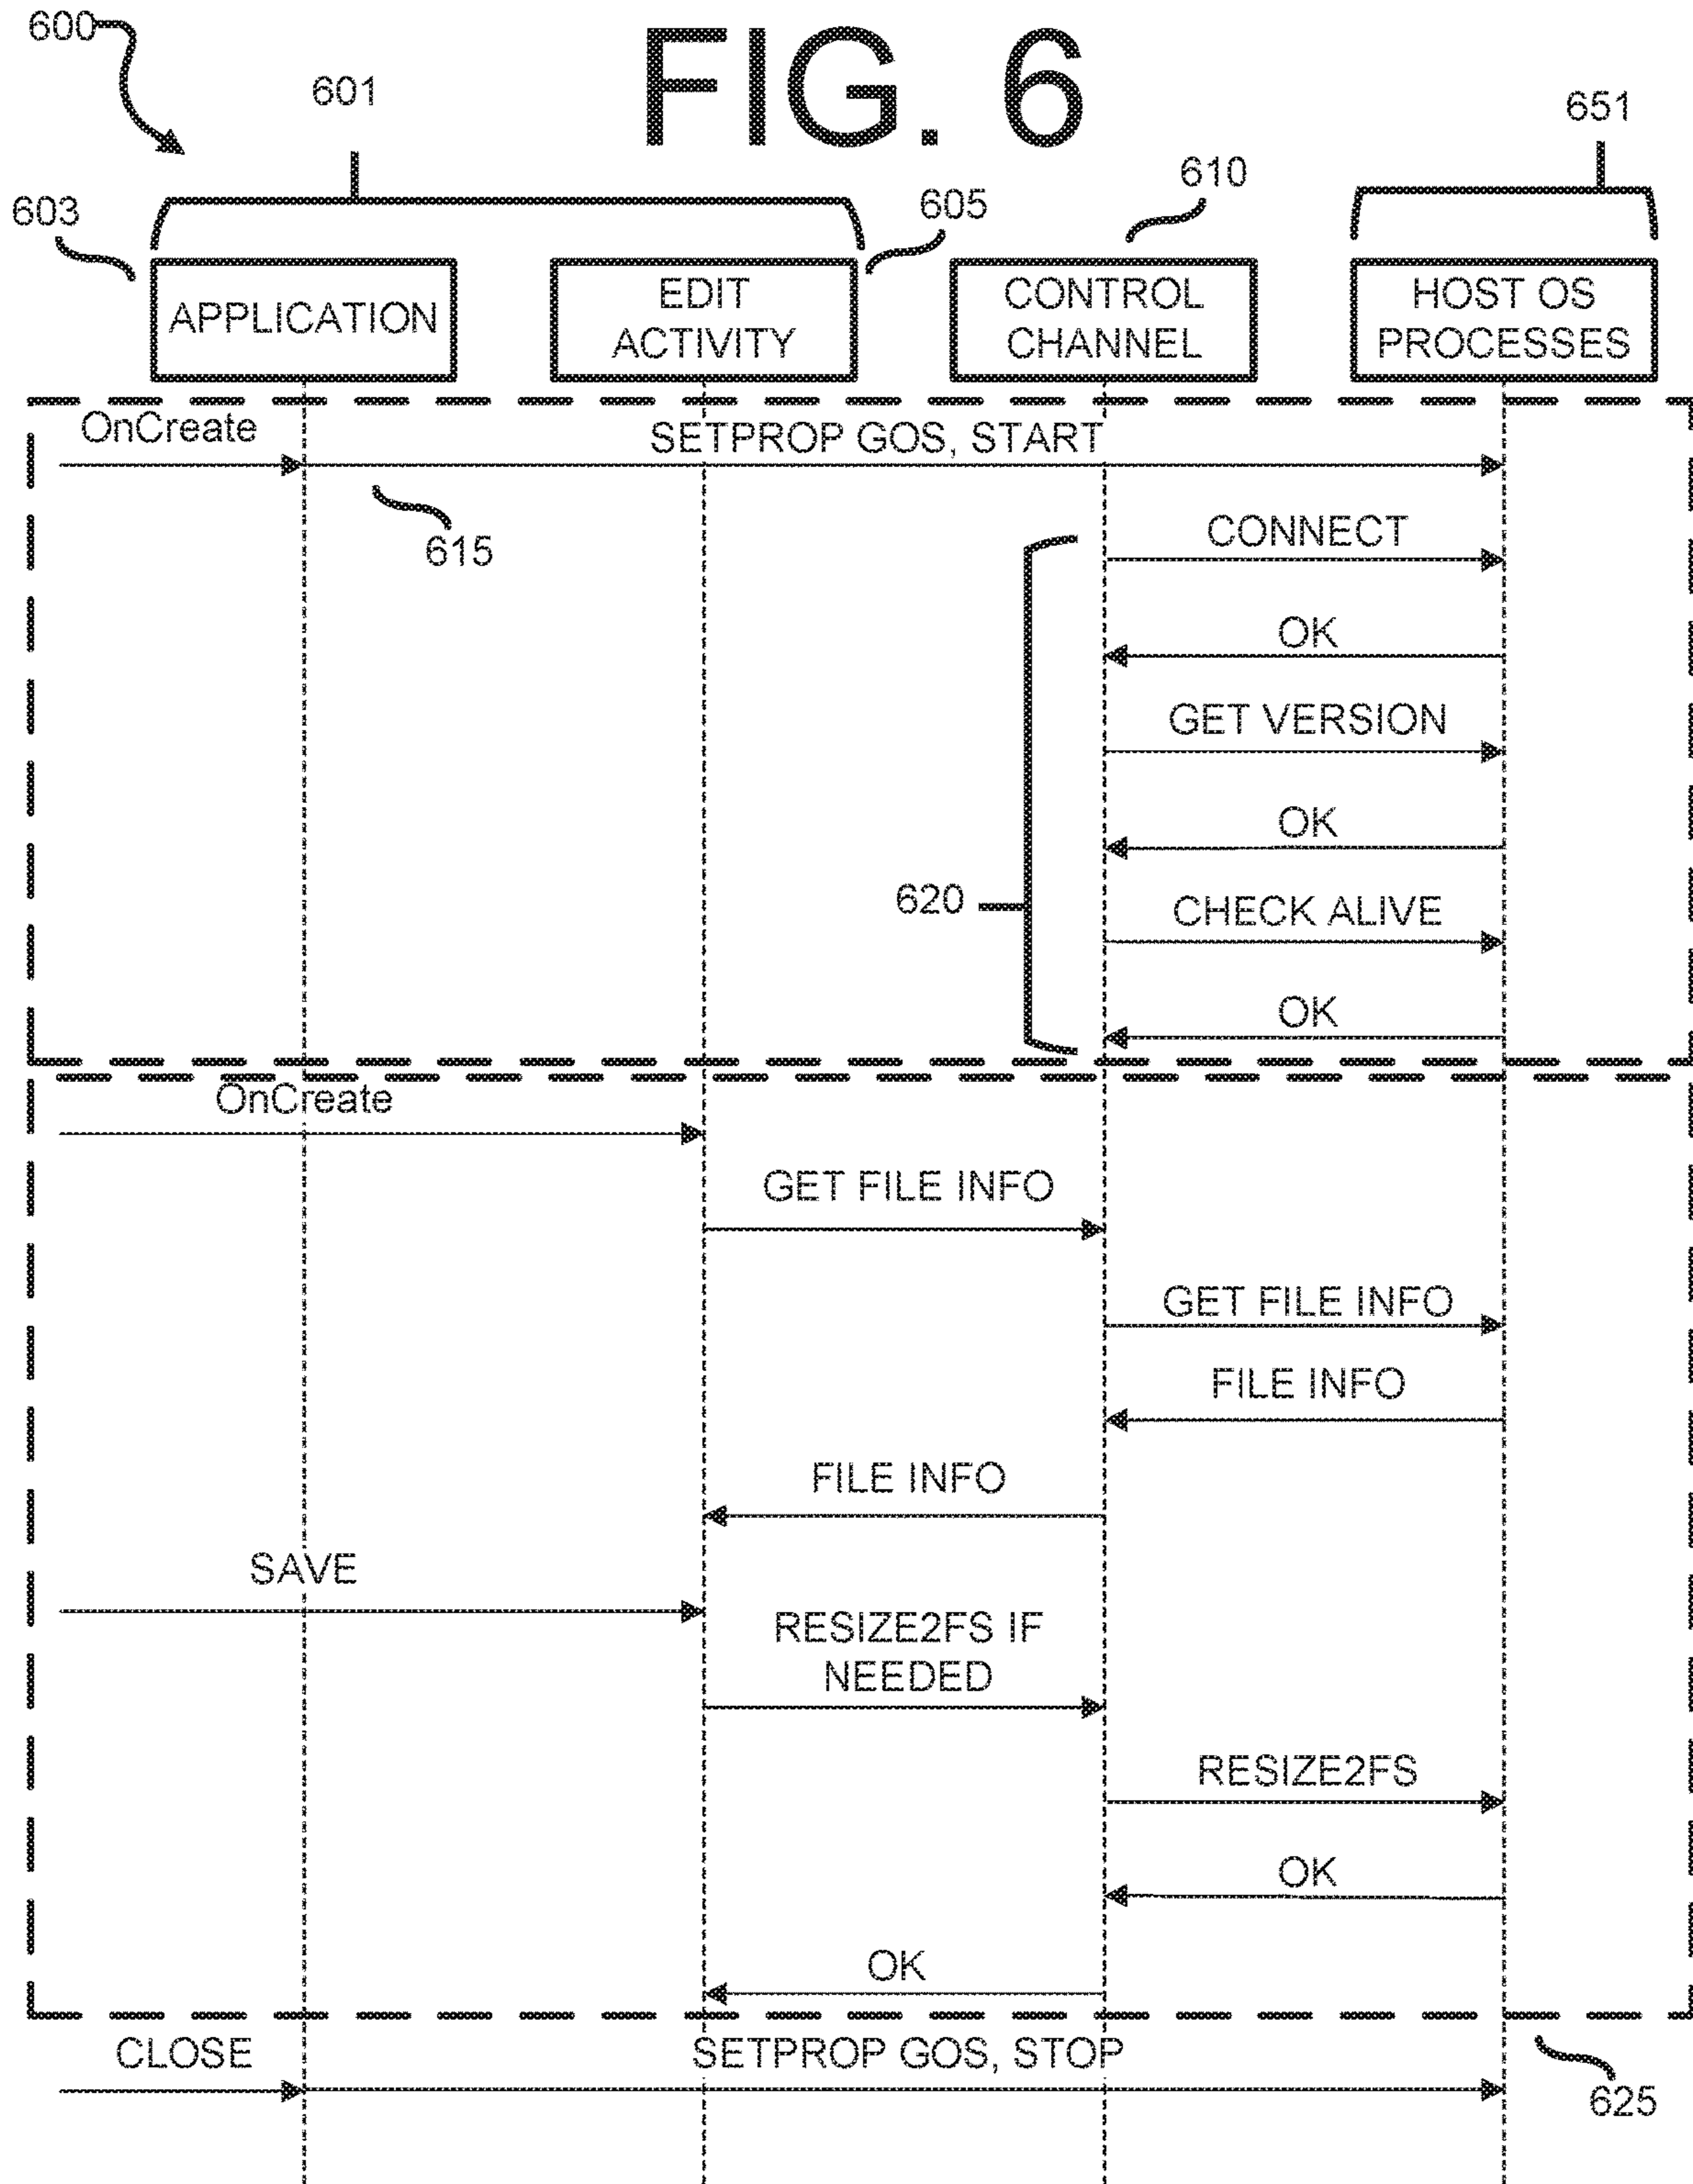 FIG. 6
600
601
651
610
603
605
APPLICATION
EDIT
ACTIVITY
CONTROL
CHANNEL
HOST OS
PROCESSES
OnCreate
SETPROP GOS, START
615
CONNECT
OK
GET VERSION
OK
620
CHECK ALIVE
OK
OnCreate
GET FILE INFO
GET FILE INFO
FILE INFO
FILE INFO
SAVE
RESIZE2FS IF
NEEDED
RESIZE2FS
OK
OK
CLOSE
SETPROP GOS, STOP
625